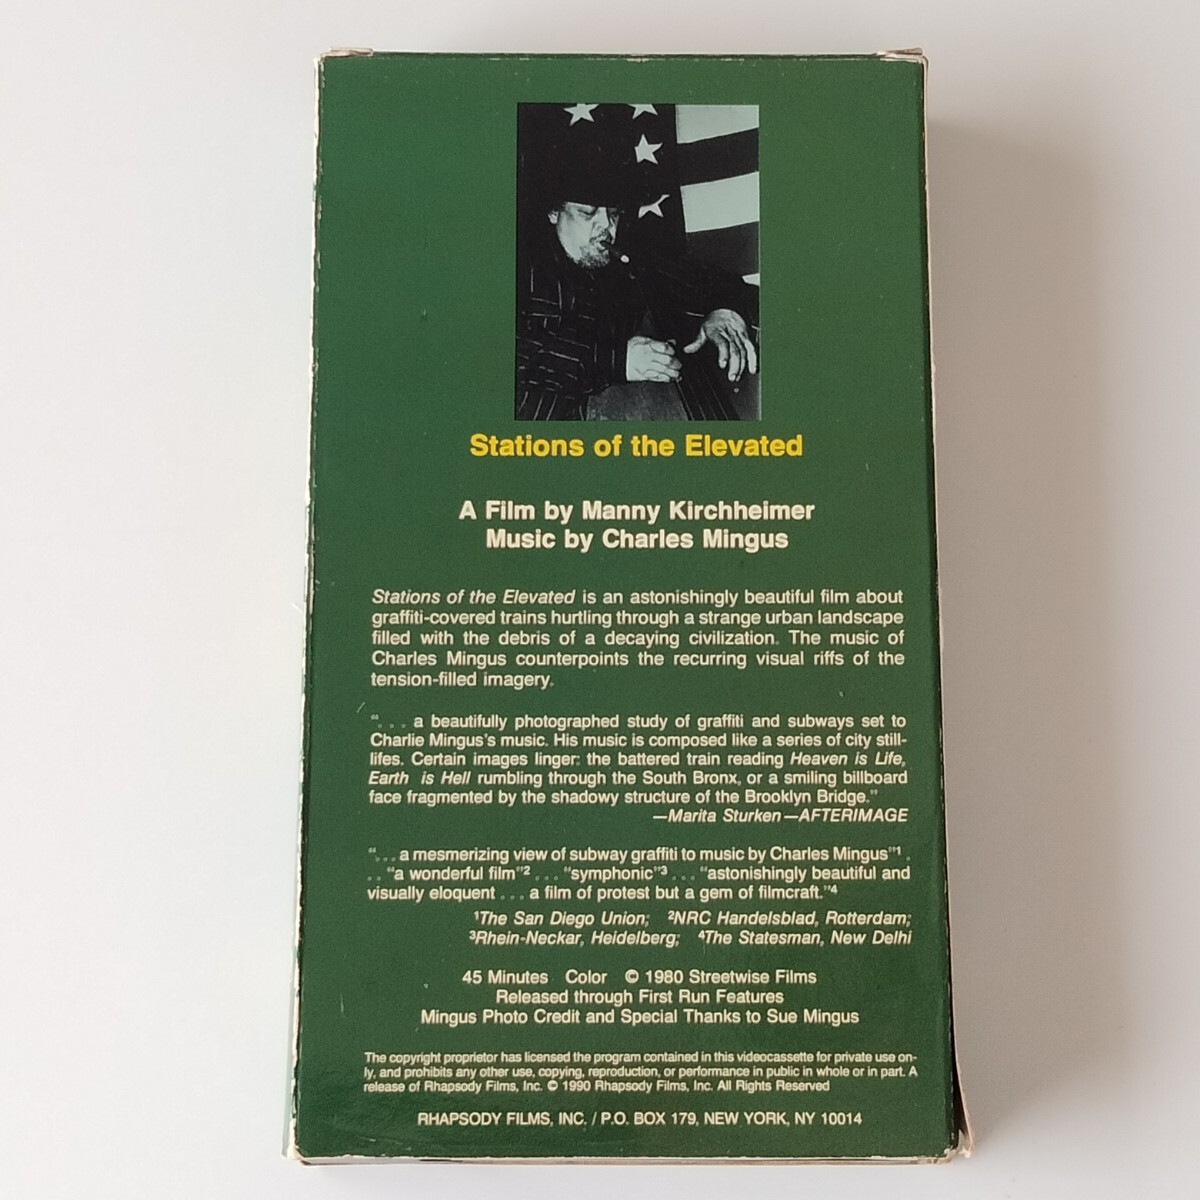 Stations of the Elevated
A Film by Manny Kirchheimer
Music by Charles Mingus
Stations of the Elevated is an astonishingly beautiful film about
graffiti-covered trains hurtling through a strange urban landscape
filled with the debris of a decaying civilization. The music of
Charles Mingus counterpoints the recurring visual riffs of the
tension-filled imagery.
“. . . a beautifully photographed study of graffiti and subways set to
Charlie Mingus's music. His music is composed like a series of city still-
lifes. Certain images linger: the battered train reading Heaven is Life,
Earth is Hell rumbling through the South Bronx, or a smiling billboard
face fragmented by the shadowy structure of the Brooklyn Bridge.”
—Marita Sturken—AFTERIMAGE
“. . . a mesmerizing view of subway graffiti to music by Charles Mingus”¹ .
. . “a wonderful film”² . . . “symphonic”³ . . . “astonishingly beautiful and
visually eloquent . . . a film of protest but a gem of filmcraft.”⁴
¹The San Diego Union; ²NRC Handelsblad, Rotterdam;
³Rhein-Neckar, Heidelberg; ⁴The Statesman, New Delhi
45 Minutes Color © 1980 Streetwise Films
Released through First Run Features
Mingus Photo Credit and Special Thanks to Sue Mingus
The copyright proprietor has licensed the program contained in this videocassette for private use on-
ly, and prohibits any other use, copying, reproduction, or performance in public in whole or in part. A
release of Rhapsody Films, Inc. © 1990 Rhapsody Films, Inc. All Rights Reserved
RHAPSODY FILMS, INC. / P.O. BOX 179, NEW YORK, NY 10014